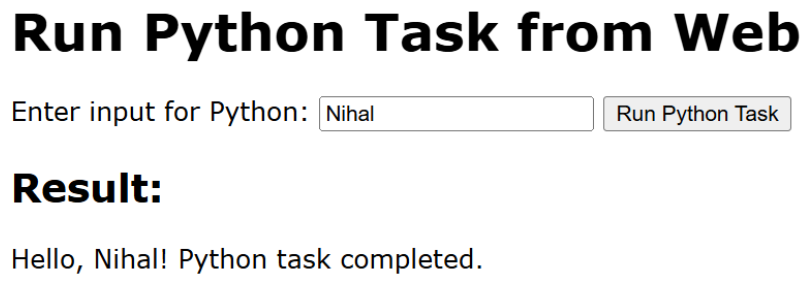 Run Python Task from Web
Enter input for Python: Nihal Run Python Task
Result:
Hello, Nihal! Python task completed.